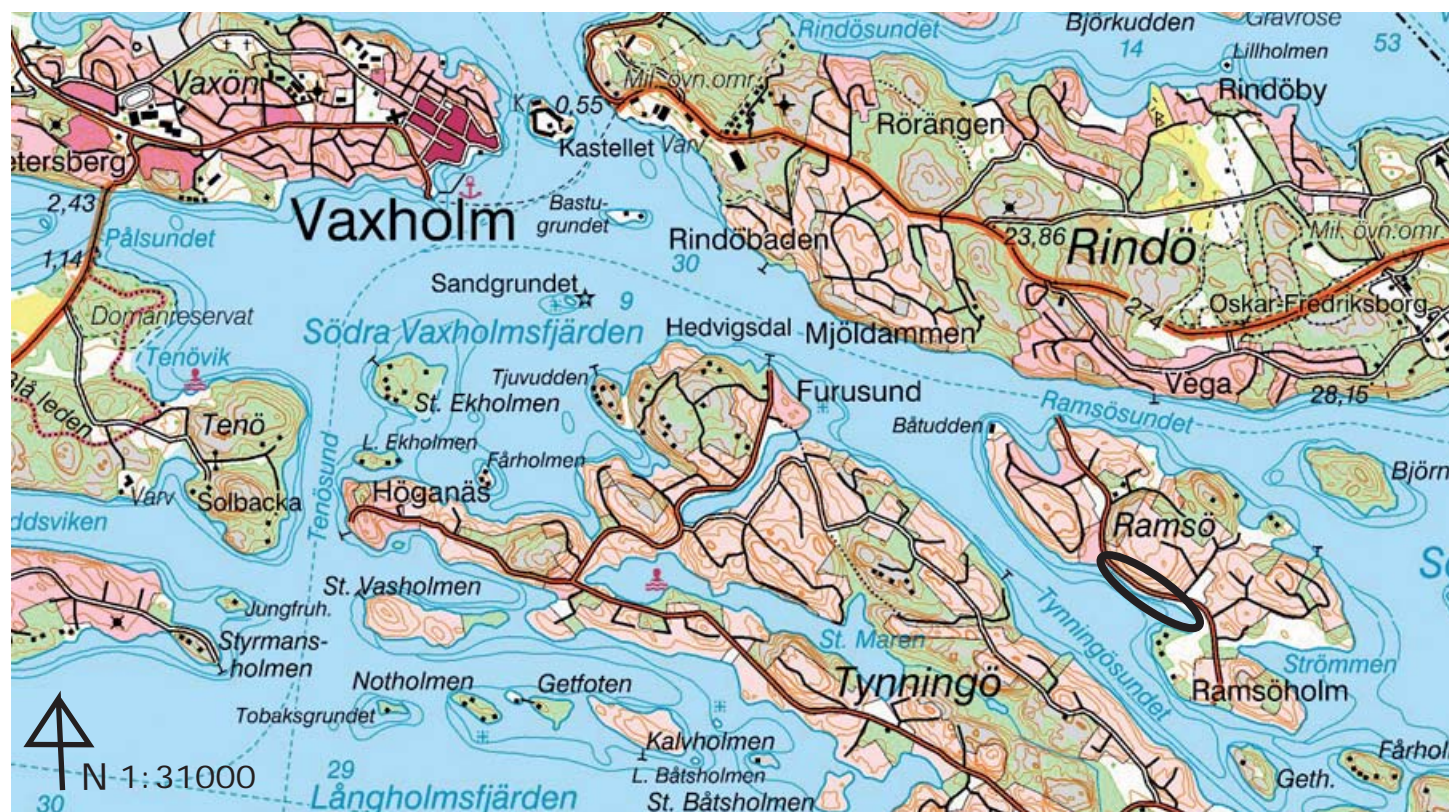 Rindösundet
Björkudden
14
Gravröse
Lillholmen
53
Rindöby
Vaxön
Mil. övn.omr.
K
0.55
Kastellet
Varv
Rörängen
etersberg
2,43
Pålsundet
1,14
Vaxholm
Bastu-
grundet
Rindöbaden
30
23,86
Rindö
Mil. övn.omr
Sandgrundet
9
Södra Vaxholmsfjärden
Hedvigsdal
Mjöldammen
274
Oskar-Fredriksborg
Domänreservat
Tenövik
Tjuvudden
Furusund
Vega
28,15
St. Ekholmen
Båtudden
Ramsösundet
slå leden
Tenö
L. Ekholmen
Fårholmen
Björn
Varv
Solbacka
Tenösund
Höganäs
Ramsö
ddsviken
St. Vasholmen
Jungfruh.
Styrmans-
holmen
St. Maren
Tynningösund
Strömmen
Notholmen
Getfoten
Tynningö
Ramsöholm
Tobaksgrundet
Kalvholmen
Fårhol
N 1:31000
29
L. Båtsholmen
Geth.
30
Långholmsfjärden
St. Båtsholmen